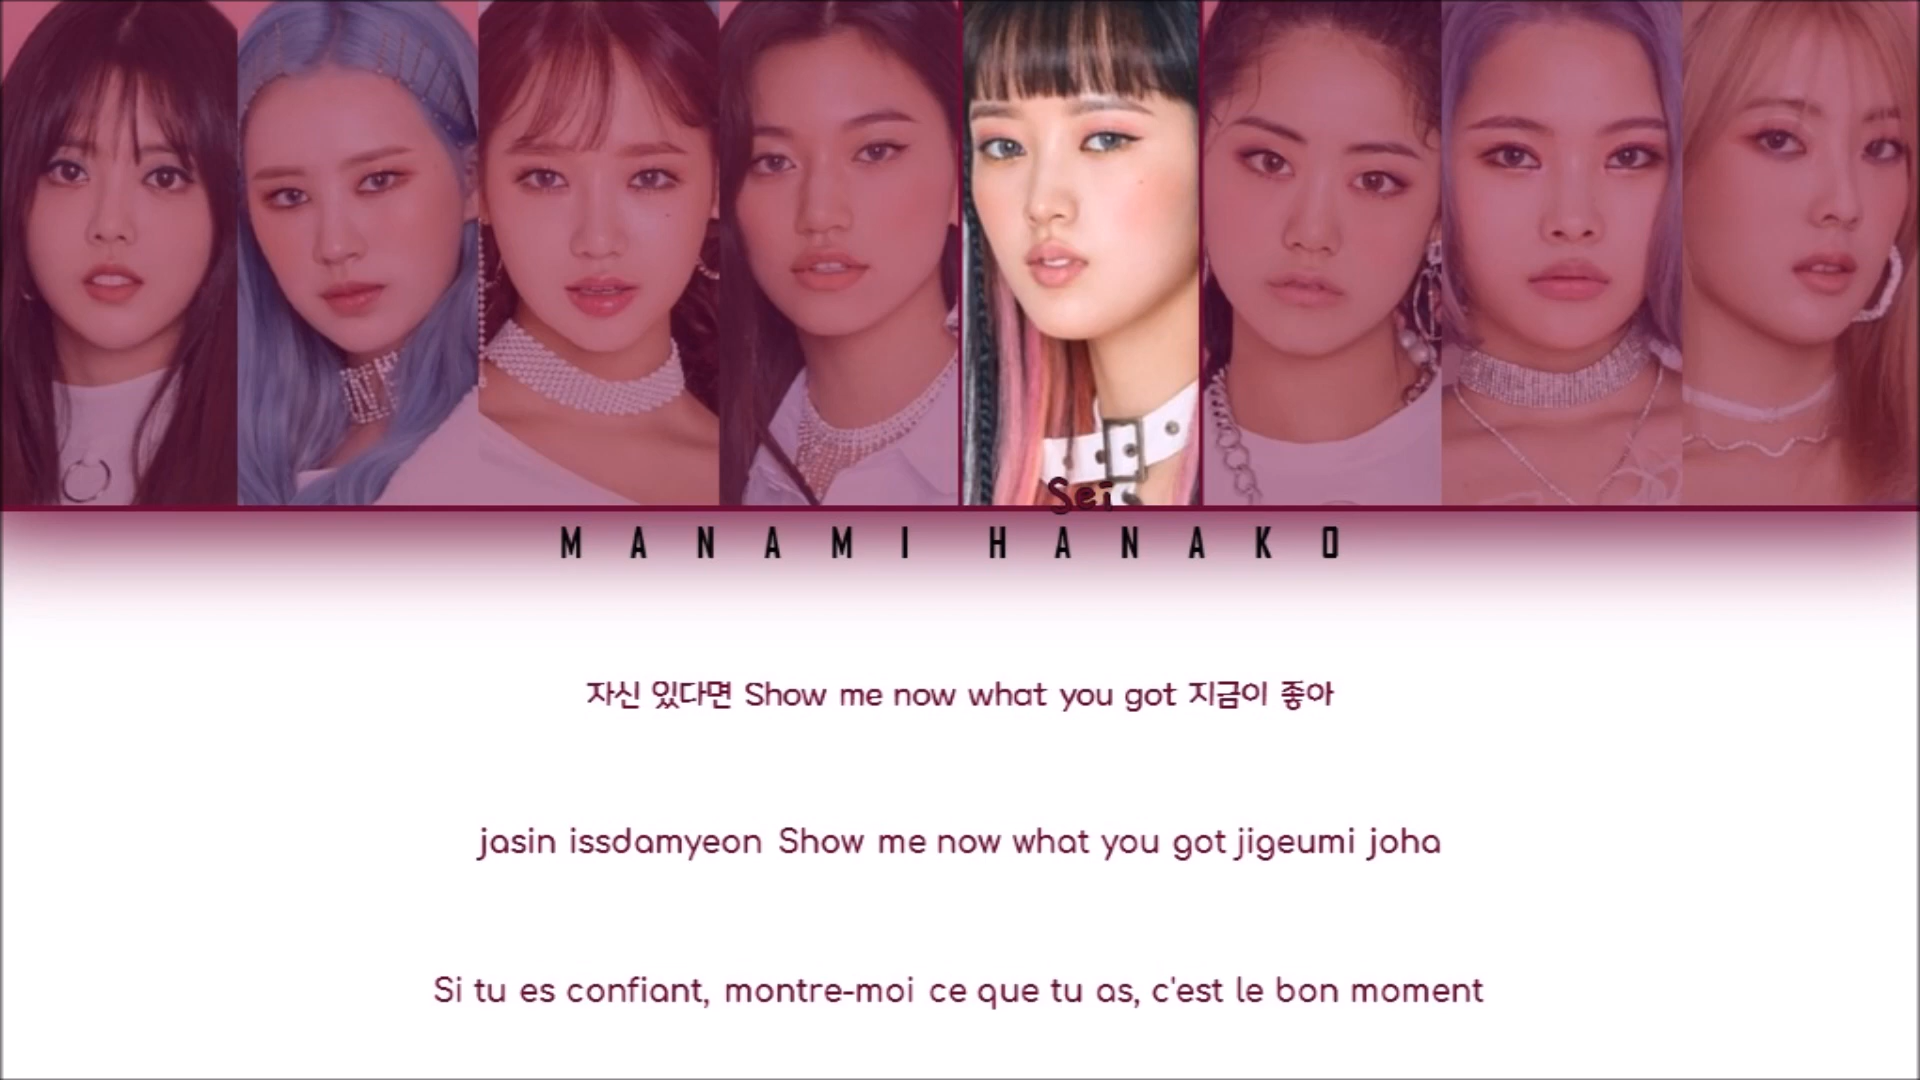 Sei
MANAMI HANAKO
자신 있다면 Show me now what you got 지금이 좋아
jasin issdamyeon Show me now what you got jigeumi joha
Si tu es confiant, montre-moi ce que tu as, c'est le bon moment